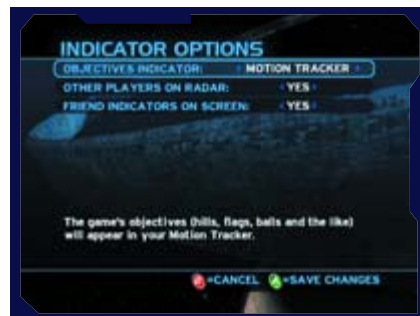 INDICATOR OPTIONS
OBJECTIVES INDICATOR: MOTION TRACKER
OTHER PLAYERS ON RADAR: YES
FRIEND INDICATORS ON SCREEN: YES
The game's objectives (hills, flags, balls and the like)
will appear in your Motion Tracker.
B=CANCEL A=SAVE CHANGES